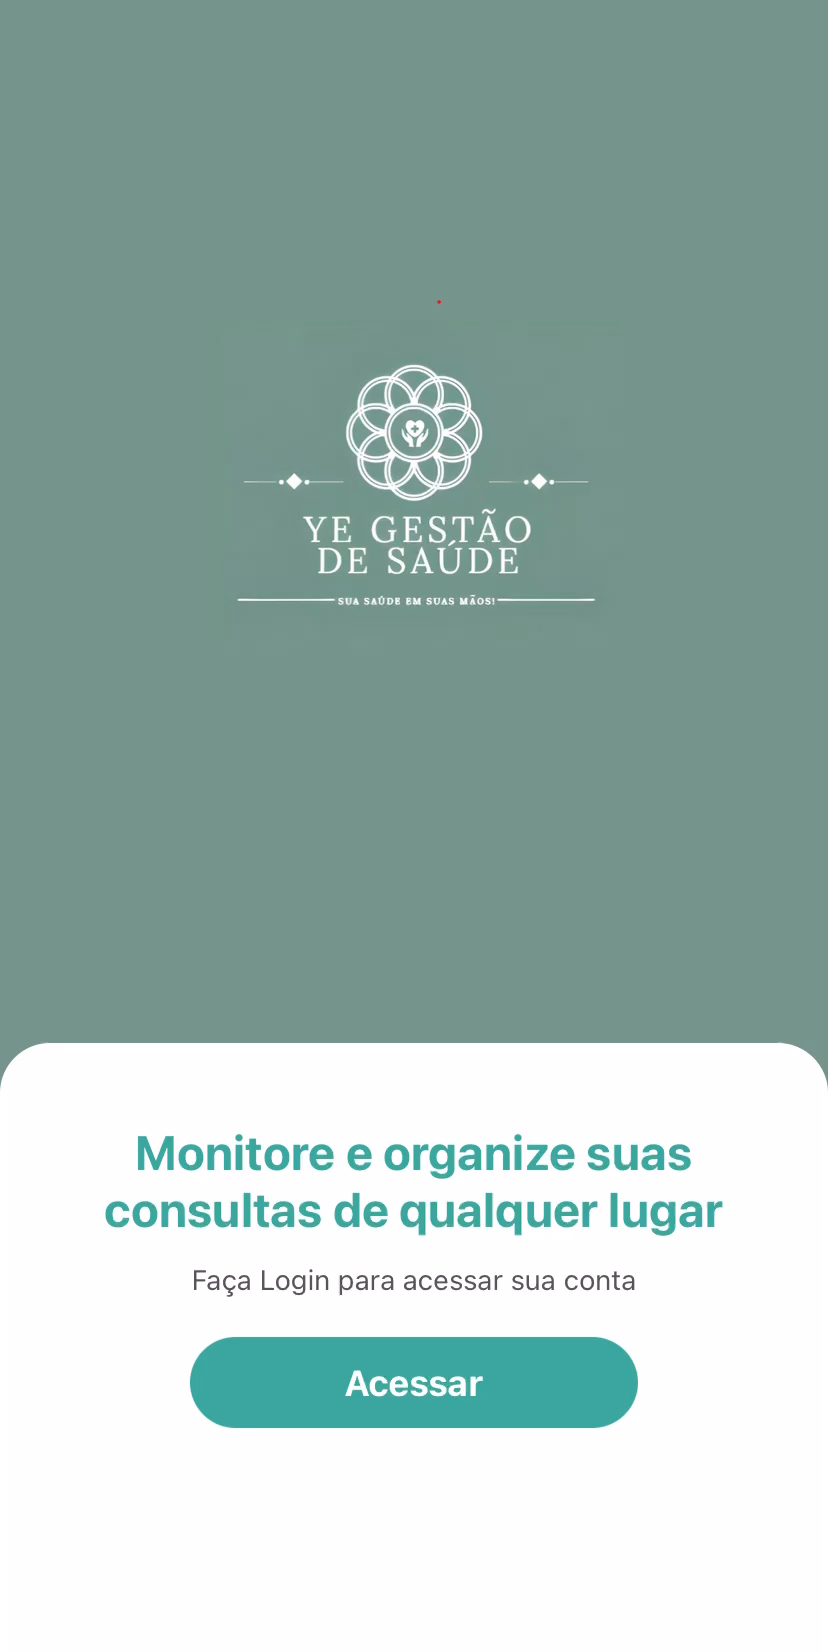 YE GESTÃO
DE SAÚDE
SUA SAÚDE EM SUAS MÃOS!
Monitore e organize suas
consultas de qualquer lugar
Faça Login para acessar sua conta
Acessar